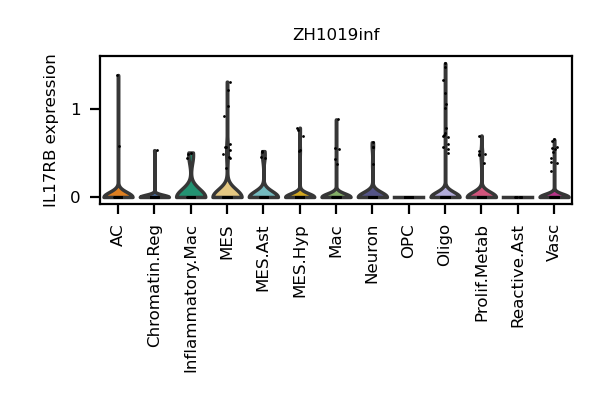 ZH1019inf
IL17RB expression
1
0
AC
Chromatin.Reg
Inflammatory.Mac
MES
MES.Ast
MES.Hyp
Mac
Neuron
OPC
Oligo
Prolif.Metab
Reactive.Ast
Vasc